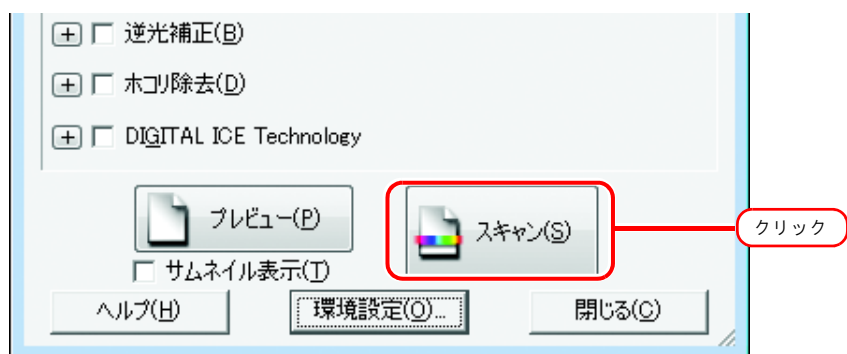 逆光補正(B)
ホコリ除去(D)
DIGITAL ICE Technology
プレビュー(P)
スキャン(S)
クリック
サムネイル表示(T)
ヘルプ(H)
環境設定(O)...
閉じる(C)